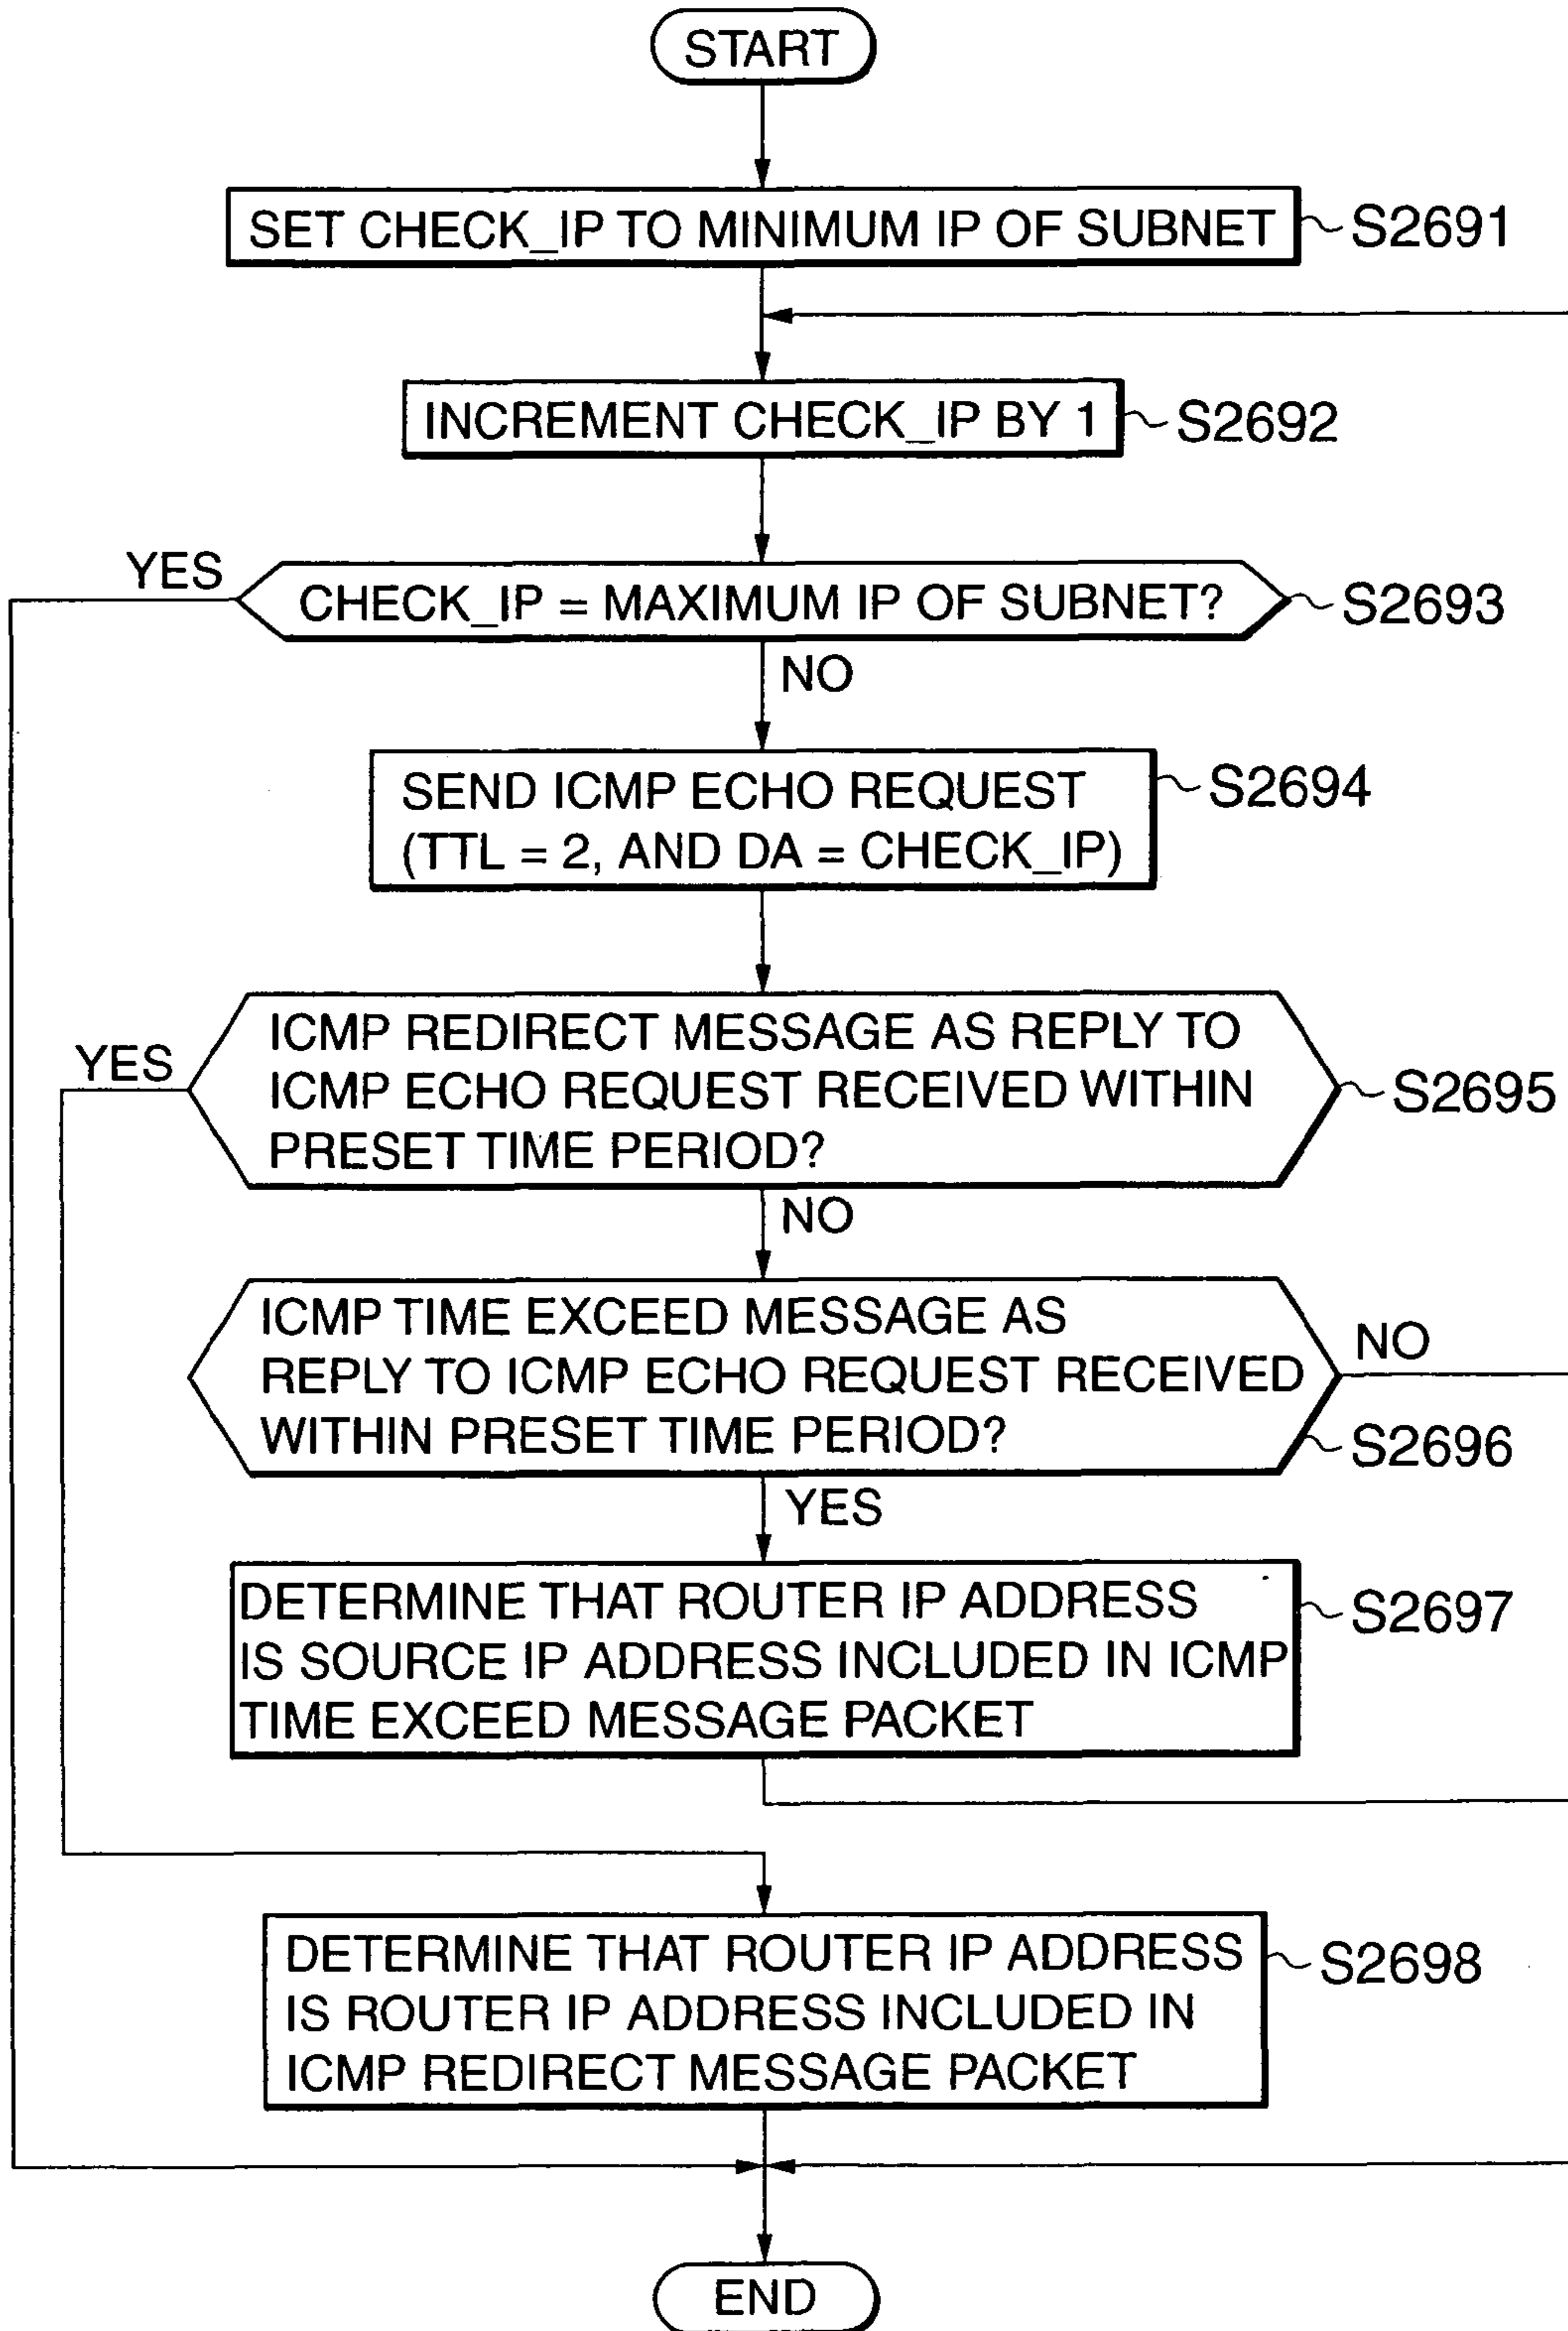 START
SET CHECK_IP TO MINIMUM IP OF SUBNET
S2691
INCREMENT CHECK_IP BY 1
S2692
YES
CHECK_IP = MAXIMUM IP OF SUBNET?
S2693
NO
SEND ICMP ECHO REQUEST
(TTL = 2, AND DA = CHECK_IP)
S2694
YES
ICMP REDIRECT MESSAGE AS REPLY TO
ICMP ECHO REQUEST RECEIVED WITHIN
PRESET TIME PERIOD?
S2695
NO
ICMP TIME EXCEED MESSAGE AS
REPLY TO ICMP ECHO REQUEST RECEIVED
WITHIN PRESET TIME PERIOD?
NO
S2696
YES
DETERMINE THAT ROUTER IP ADDRESS
IS SOURCE IP ADDRESS INCLUDED IN ICMP
TIME EXCEED MESSAGE PACKET
S2697
DETERMINE THAT ROUTER IP ADDRESS
IS ROUTER IP ADDRESS INCLUDED IN
ICMP REDIRECT MESSAGE PACKET
S2698
END